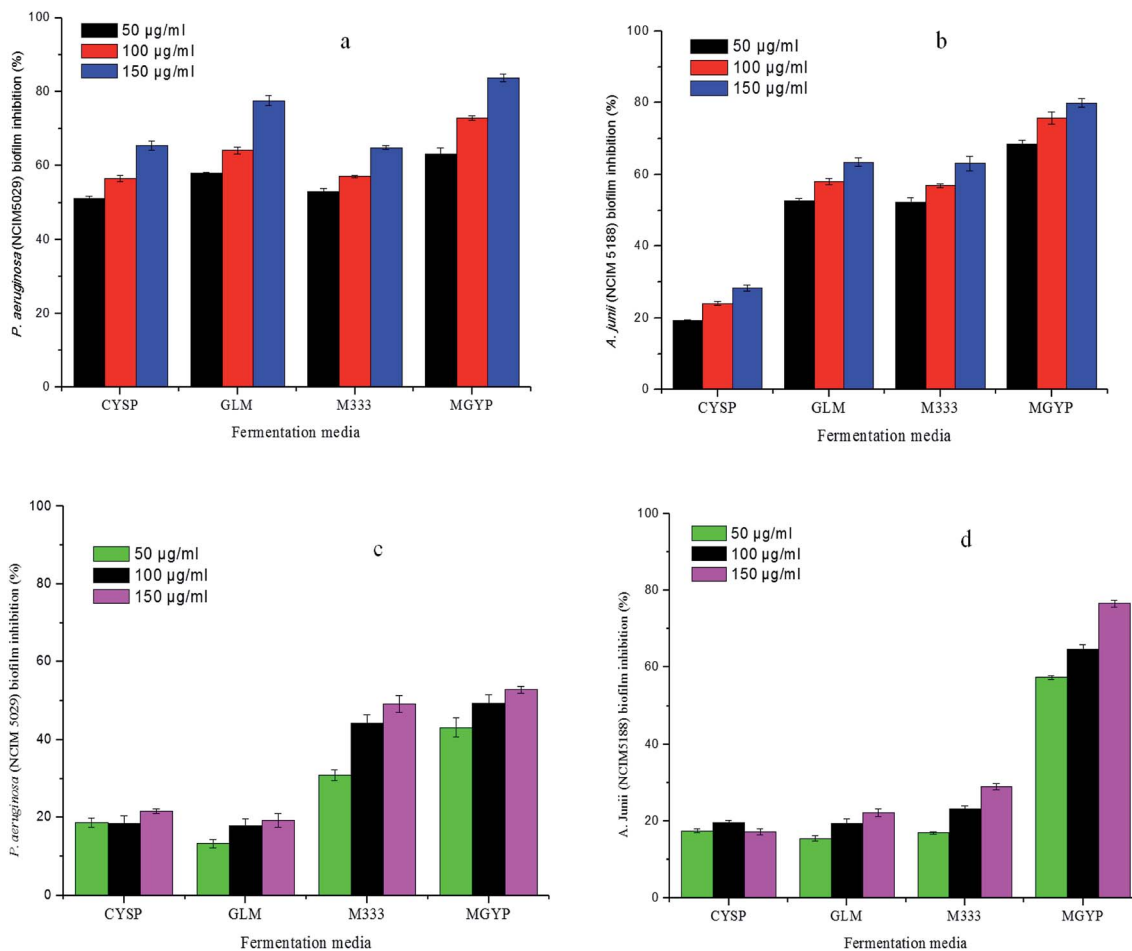 a
50 µg/ml
100 µg/ml
150 µg/ml
P. aeruginosa (NCIM5029) biofilm inhibition (%)
100
80
60
40
20
0
CYSP GLM M333 MGYP
Fermentation media
b
50 µg/ml
100 µg/ml
150 µg/ml
A. junii (NCIM 5188) biofilm inhibition (%)
100
80
60
40
20
0
CYSP GLM M333 MGYP
Fermentation media
c
50 µg/ml
100 µg/ml
150 µg/ml
P. aeruginosa (NCIM 5029) biofilm inhibition (%)
100
80
60
40
20
0
CYSP GLM M333 MGYP
Fermentation media
d
50 µg/ml
100 µg/ml
150 µg/ml
A. Junii (NCIM5188) biofilm inhibition (%)
100
80
60
40
20
0
CYSP GLM M333 MGYP
Fermentation media